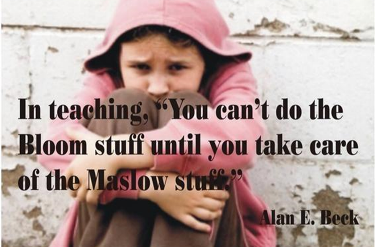 In teaching, “You can’t do the
Bloom stuff until you take care
of the Maslow stuff.”
Alan E. Beck